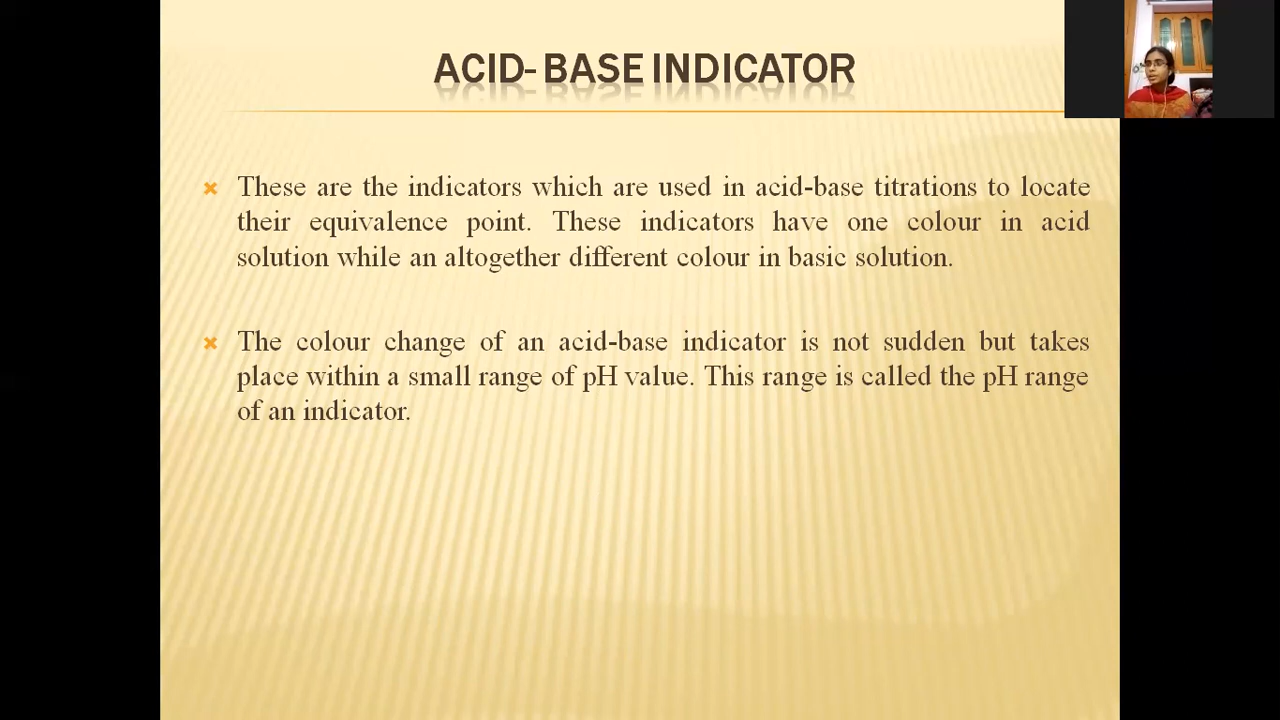 ACID- BASE INDICATOR
These are the indicators which are used in acid-base titrations to locate
their equivalence point. These indicators have one colour in acid
solution while an altogether different colour in basic solution.
The colour change of an acid-base indicator is not sudden but takes
place within a small range of pH value. This range is called the pH range
of an indicator.